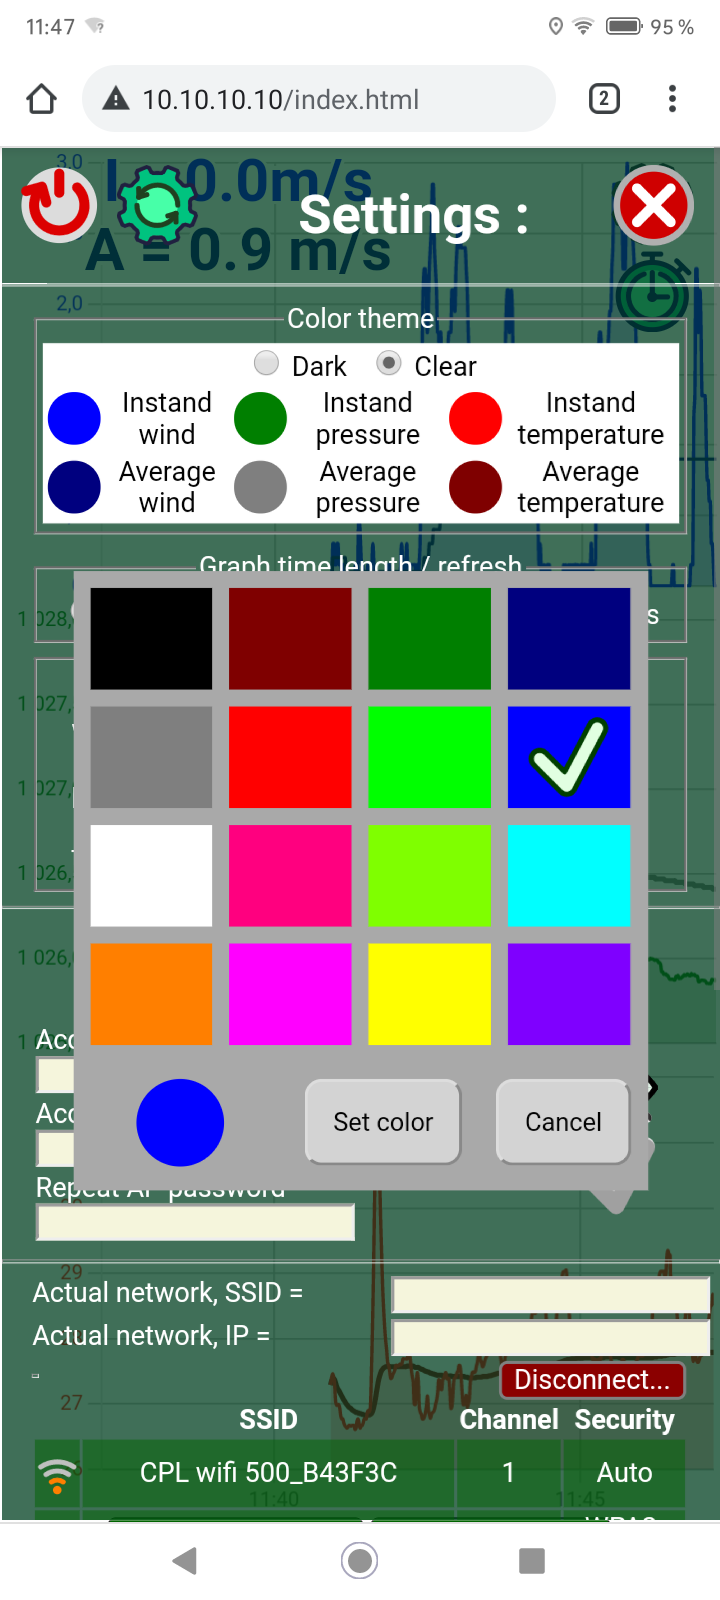 11:47
95 %
10.10.10.10/index.html
2
3,0
0.0m/s
Settings :
A = 0.9 m/s
2,0
Color theme
Dark
Clear
Instand wind
Instand pressure
Instand temperature
Average wind
Average pressure
Average temperature
Graph time length / refresh
1 028,
s
1 027,
1 027,
1 026,
1 026,
Acc
Acc
Repeat AP password
29
Actual network, SSID =
Actual network, IP =
Set color
Cancel
Disconnect...
27
SSID
Channel
Security
CPL wifi 500_B43F3C
1
Auto
11:40
11:45